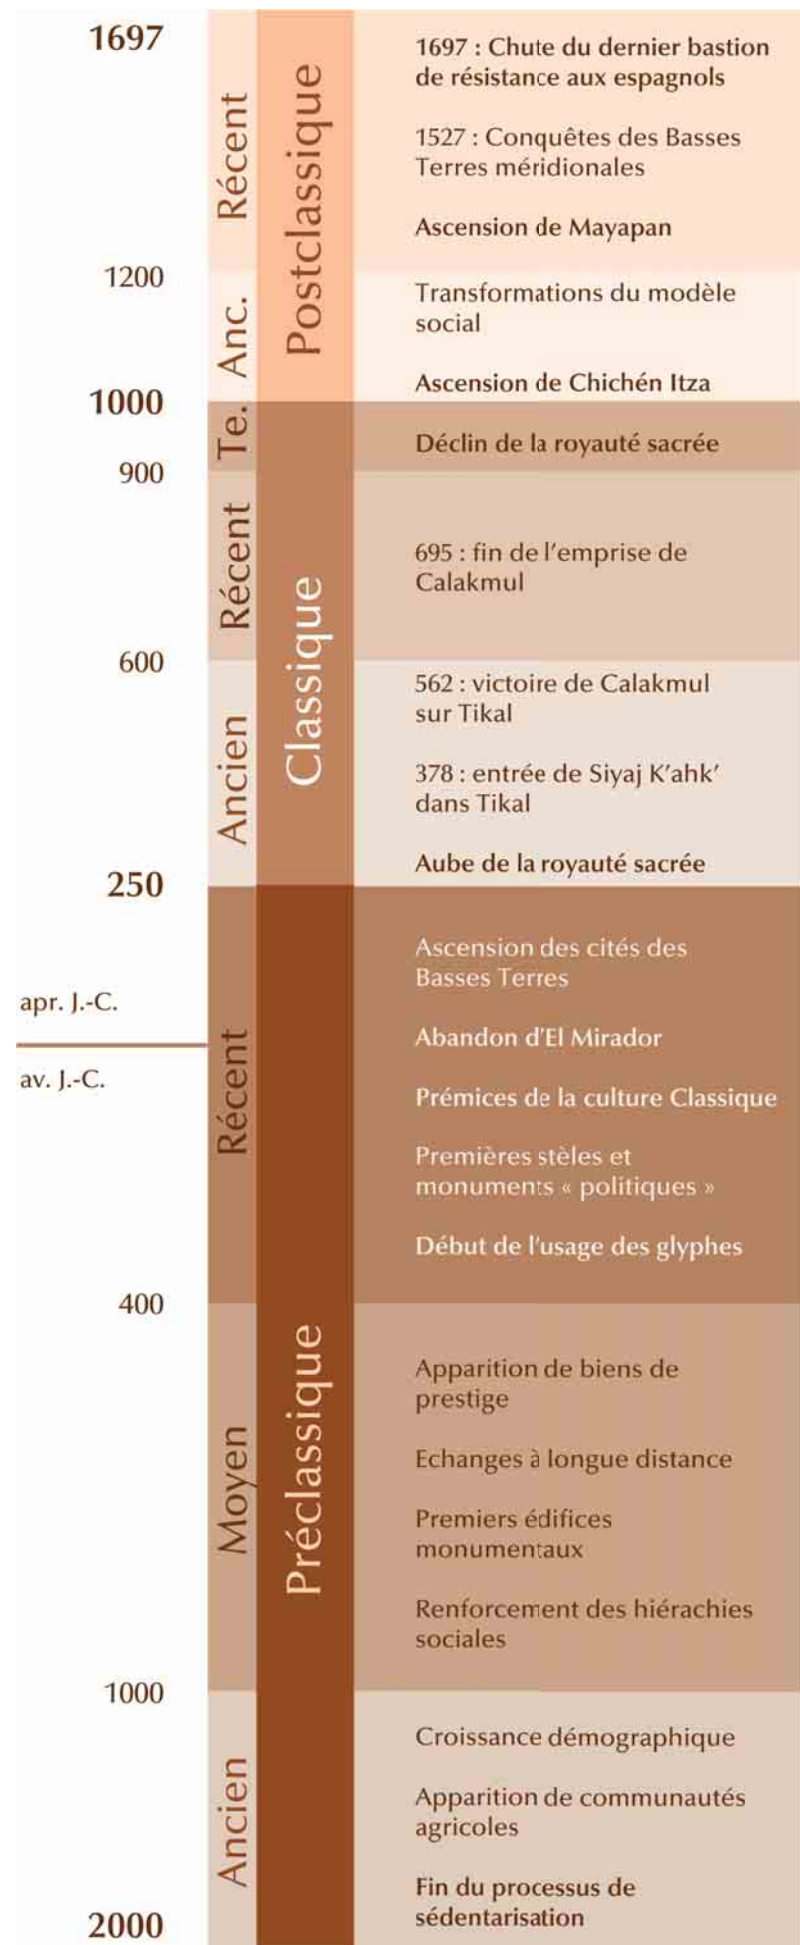 1697
Récent
Postclassique
1697 : Chute du dernier bastion
de résistance aux espagnols
1527 : Conquêtes des Basses
Terres méridionales
Ascension de Mayapan
1200
Anc.
Transformations du modèle
social
Ascension de Chichén Itza
1000
Te.
Classique
Déclin de la royauté sacrée
900
Récent
695 : fin de l'emprise de
Calakmul
600
Ancien
562 : victoire de Calakmul
sur Tikal
378 : entrée de Siyaj K'ahk'
dans Tikal
Aube de la royauté sacrée
250
Récent
Préclassique
Ascension des cités des
Basses Terres
apr. J.-C.
Abandon d'El Mirador
av. J.-C.
Prémices de la culture Classique
Premières stèles et
monuments « politiques »
Début de l'usage des glyphes
400
Moyen
Apparition de biens de
prestige
Echanges à longue distance
Premiers édifices
monumentaux
Renforcement des hiérachies
sociales
1000
Ancien
Croissance démographique
Apparition de communautés
agricoles
Fin du processus de
sédentarisation
2000